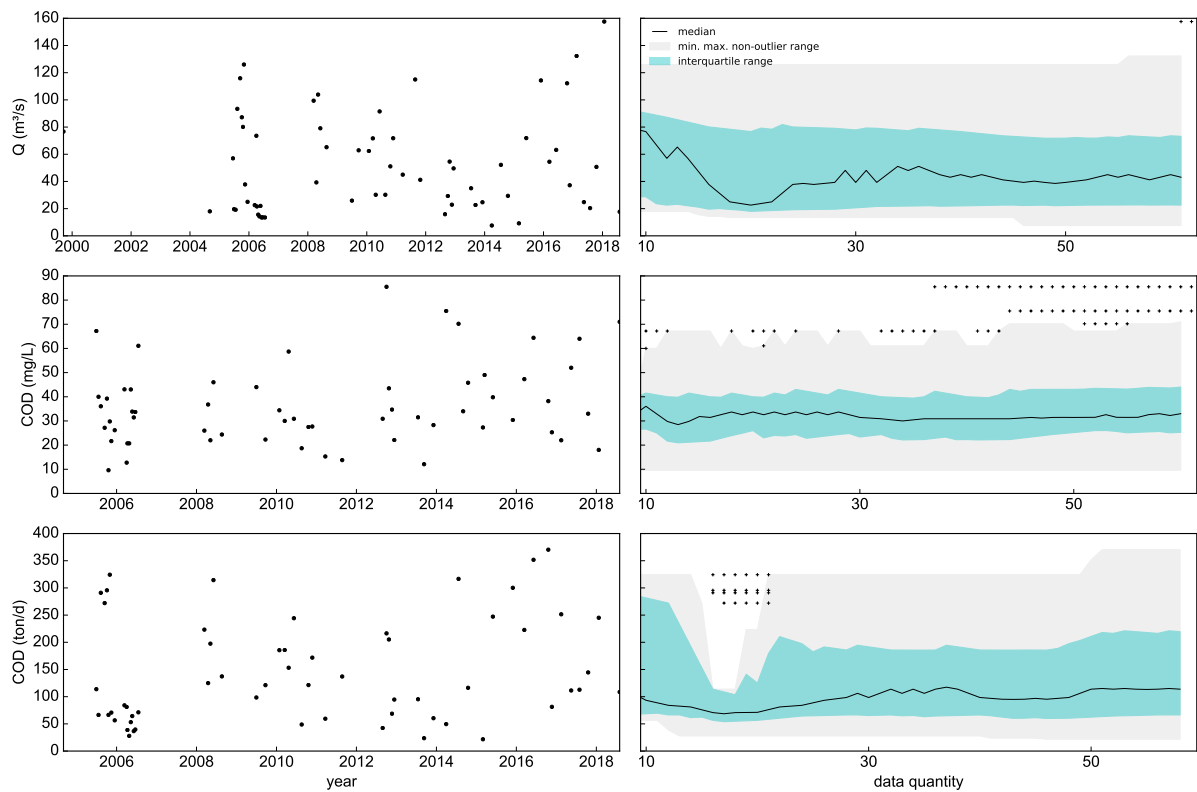 160
140
120
100
80
60
40
20
0
Q (m³/s)
2000 2002 2004 2006 2008 2010 2012 2014 2016 2018
median
min. max. non-outlier range
interquartile range
10 30 50
90
80
70
60
50
40
30
20
10
0
COD (mg/L)
2006 2008 2010 2012 2014 2016 2018
10 30 50
400
350
300
250
200
150
100
50
0
COD (ton/d)
2006 2008 2010 2012 2014 2016 2018
year
10 30 50
data quantity